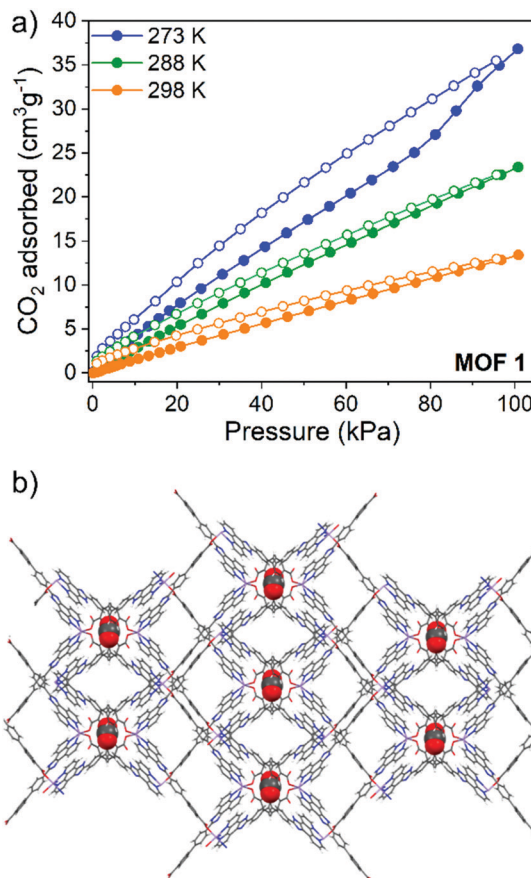 a)
40
35
30
25
20
15
10
5
0
CO₂ adsorbed (cm³g⁻¹)
273 K
288 K
298 K
MOF 1
0 20 40 60 80 100
Pressure (kPa)
b)